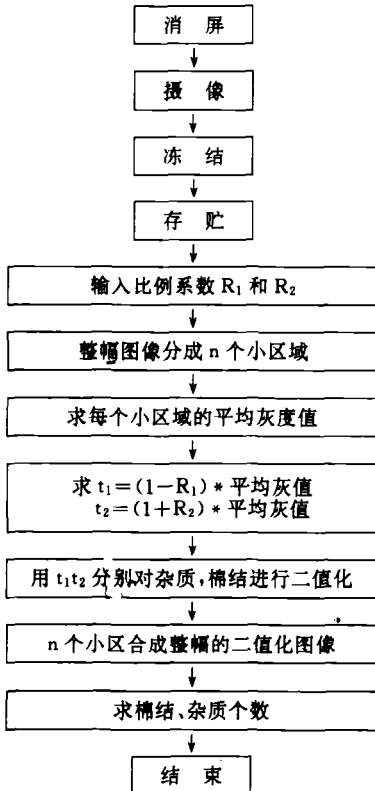 消 屏
摄 像
冻 结
存 贮
输入比例系数 R₁ 和 R₂
整幅图像分成 n 个小区域
求每个小区域的平均灰度值
求 t₁=(1-R₁)* 平均灰值
t₂=(1+R₂)* 平均灰值
用 t₁t₂ 分别对杂质,棉结进行二值化
n 个小区合成整幅的二值化图像
求棉结、杂质个数
结 束